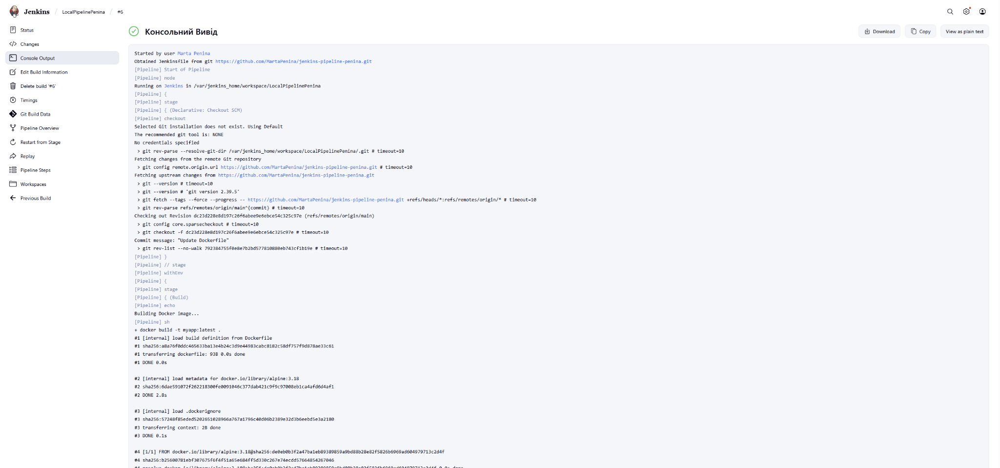 Jenkins / LocalPipelinePenina / #6
Status
Changes
Console Output
Edit Build Information
Delete build '#6'
Timings
Git Build Data
Pipeline Overview
Restart from Stage
Replay
Pipeline Steps
Workspaces
Previous Build
Консольний Вивід
Download
Copy
View as plain text
Started by user Marta Penina
Obtained Jenkinsfile from git https://github.com/MartaPenina/jenkins-pipeline-penina.git
[Pipeline] Start of Pipeline
[Pipeline] node
Running on Jenkins in /var/jenkins_home/workspace/LocalPipelinePenina
[Pipeline] {
[Pipeline] stage
[Pipeline] { (Declarative: Checkout SCM)
[Pipeline] checkout
Selected Git installation does not exist. Using Default
The recommended git tool is: NONE
No credentials specified
> git rev-parse --resolve-git-dir /var/jenkins_home/workspace/LocalPipelinePenina/.git # timeout=10
Fetching changes from the remote Git repository
> git config remote.origin.url https://github.com/MartaPenina/jenkins-pipeline-penina.git # timeout=10
Fetching upstream changes from https://github.com/MartaPenina/jenkins-pipeline-penina.git
> git --version # timeout=10
> git --version # 'git version 2.39.5'
> git fetch --tags --force --progress -- https://github.com/MartaPenina/jenkins-pipeline-penina.git +refs/heads/*:refs/remotes/origin/* # timeout=10
> git rev-parse refs/remotes/origin/main^{commit} # timeout=10
Checking out Revision dc23d228e8d197c26f6abee9e6ebce54c325c97e (refs/remotes/origin/main)
> git config core.sparsecheckout # timeout=10
> git checkout -f dc23d228e8d197c26f6abee9e6ebce54c325c97e # timeout=10
Commit message: "Update Dockerfile"
> git rev-list --no-walk 792384755f0e8e7b2bd577810880eb743cf1b19e # timeout=10
[Pipeline] }
[Pipeline] // stage
[Pipeline] withEnv
[Pipeline] {
[Pipeline] stage
[Pipeline] { (Build)
[Pipeline] echo
Building Docker image...
[Pipeline] sh
+ docker build -t myapp:latest .
#1 [internal] load build definition from Dockerfile
#1 sha256:a8a76f0ddc465633ba13e4b24c3d9e44983cabc8182c58df757f9d878ae33c61
#1 transferring dockerfile: 93B 0.0s done
#1 DONE 0.0s
#2 [internal] load metadata for docker.io/library/alpine:3.18
#2 sha256:6dae591072f262218300fe0091046c377dab421c9f9c97008eb1ca4afd6d4af1
#2 DONE 2.8s
#3 [internal] load .dockerignore
#3 sha256:57248f85eded5202651028966a767a1796c40d06b2389e32d3b6eebd5e3a2180
#3 transferring context: 2B done
#3 DONE 0.1s
#4 [1/1] FROM docker.io/library/alpine:3.18@sha256:de0eb0b3f2a47ba1eb89389859a9bd88b28e82f5826b6969ad604979713c2d4f
#4 sha256:b25600781ebf307675f6f4f51a65e684ff5d330c267e74ecdd57664854267046
#4 resolve docker.io/library/alpine:3.18@sha256:de0eb0b3f2a47ba1eb89389859a9bd88b28e82f5826b6969ad604979713c2d4f 0.0s done